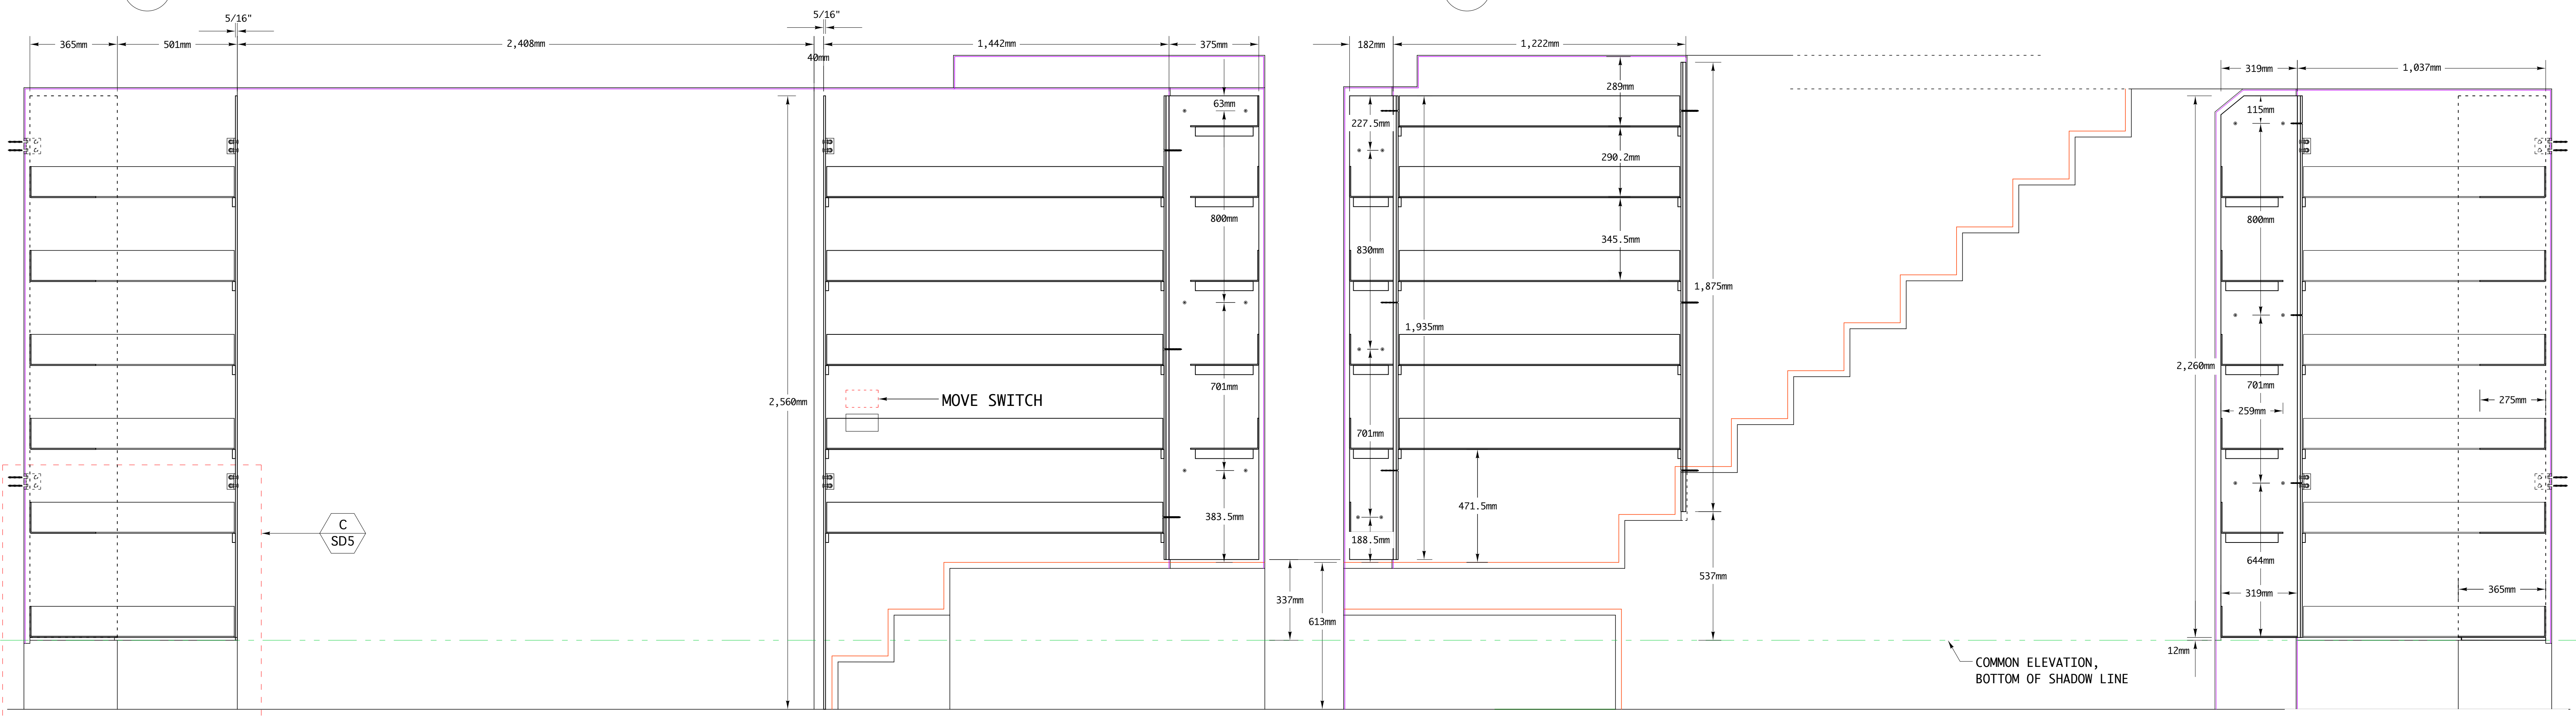 5/16"
5/16"
365mm
501mm
2,408mm
1,442mm
375mm
40mm
182mm
1,222mm
319mm
1,037mm
63mm
289mm
227.5mm
115mm
290.2mm
800mm
345.5mm
830mm
800mm
1,875mm
1,935mm
2,260mm
701mm
2,560mm
MOVE SWITCH
701mm
275mm
259mm
701mm
471.5mm
383.5mm
C
SD5
188.5mm
644mm
537mm
319mm
365mm
337mm
613mm
12mm
COMMON ELEVATION,
BOTTOM OF SHADOW LINE